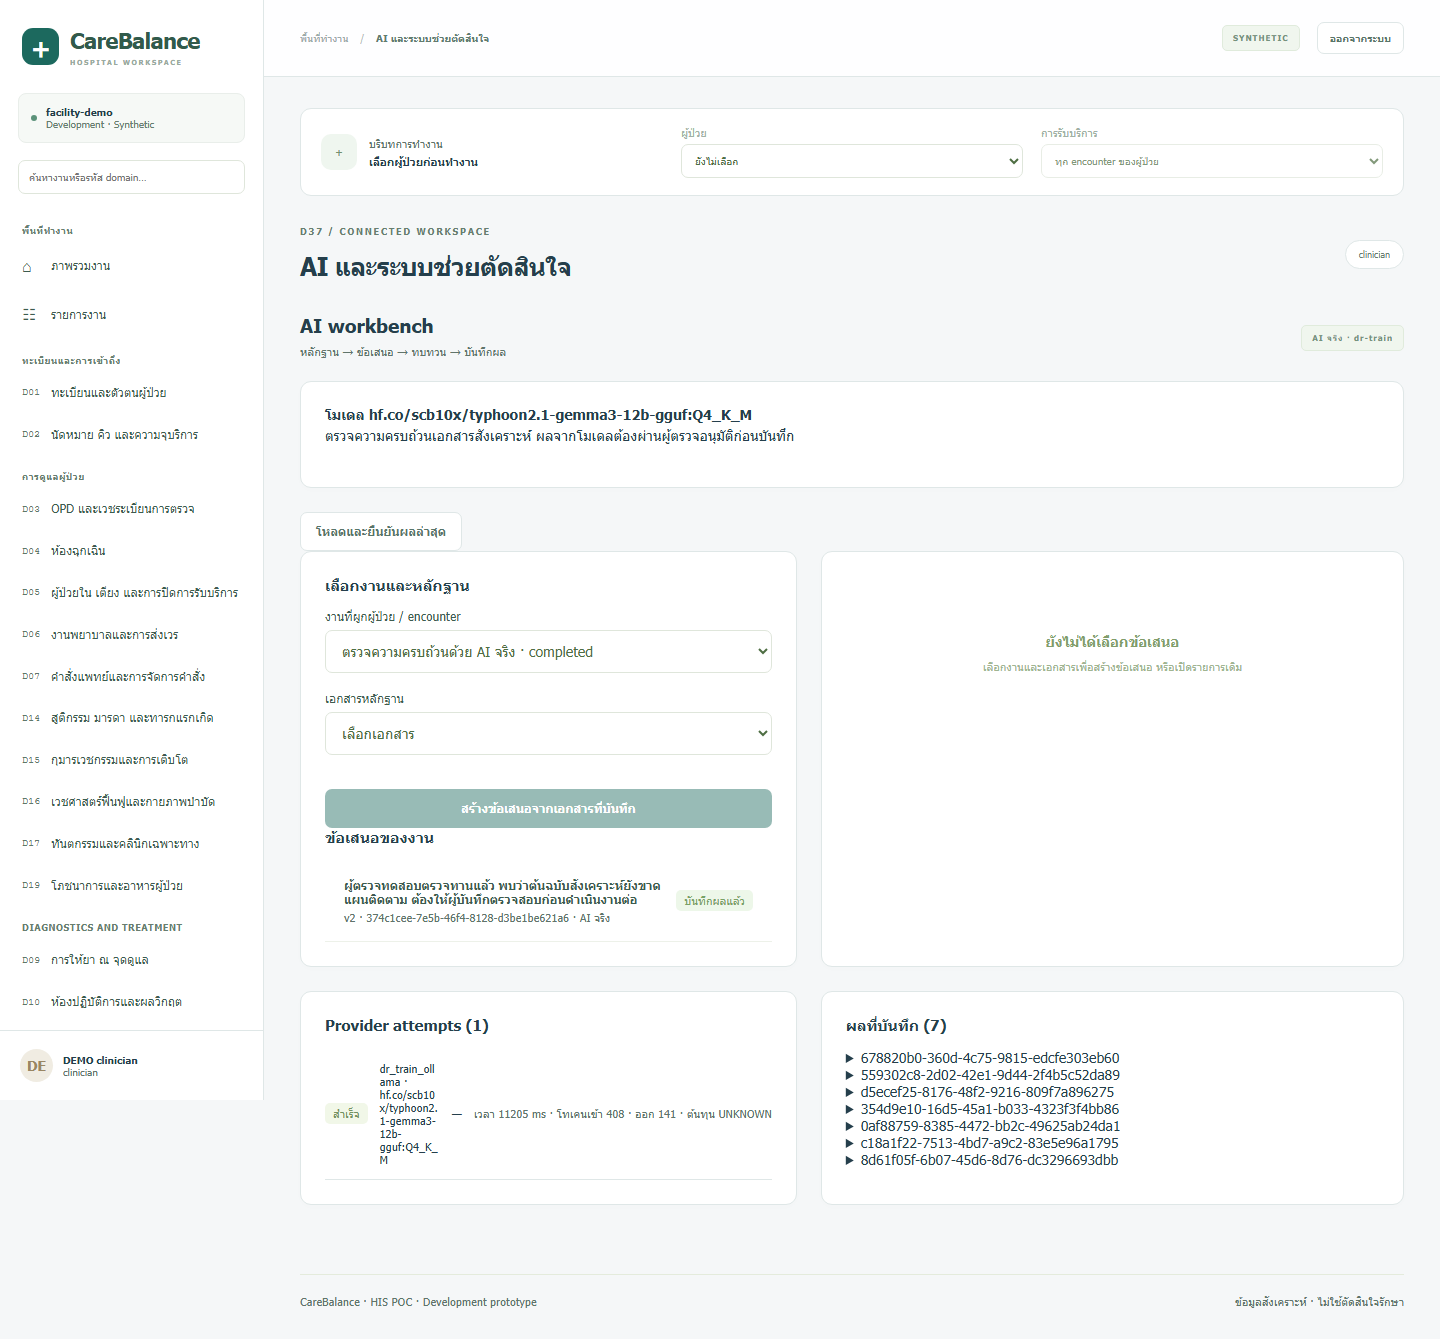 CareBalance
HOSPITAL WORKSPACE
facility-demo
Development · Synthetic
ค้นหางานหรือรหัส domain...
พื้นที่ทำงาน
ภาพรวมงาน
รายการงาน
ทะเบียนและการเข้าถึง
D01 ทะเบียนและตัวตนผู้ป่วย
D02 นัดหมาย คิว และความจุบริการ
การดูแลผู้ป่วย
D03 OPD และเวชระเบียนการตรวจ
D04 ห้องฉุกเฉิน
D05 ผู้ป่วยใน เตียง และการปิดการรับบริการ
D06 งานพยาบาลและการส่งเวร
D07 คำสั่งแพทย์และการจัดการคำสั่ง
D14 สูติกรรม มารดา และทารกแรกเกิด
D15 กุมารเวชกรรมและการเติบโต
D16 เวชศาสตร์ฟื้นฟูและกายภาพบำบัด
D17 ทันตกรรมและคลินิกเฉพาะทาง
D19 โภชนาการและอาหารผู้ป่วย
DIAGNOSTICS AND TREATMENT
D09 การให้ยา ณ จุดดูแล
D10 ห้องปฏิบัติการและผลวิกฤต
DE
DEMO clinician
clinician
พื้นที่ทำงาน / AI และระบบช่วยตัดสินใจ
SYNTHETIC
ออกจากระบบ
+
บริบทการทำงาน
เลือกผู้ป่วยก่อนทำงาน
ผู้ป่วย
ยังไม่เลือก
การรับบริการ
ทุก encounter ของผู้ป่วย
D37 / CONNECTED WORKSPACE
AI และระบบช่วยตัดสินใจ
clinician
AI workbench
หลักฐาน → ข้อเสนอ → ทบทวน → บันทึกผล
AI จริง · dr-train
โมเดล hf.co/scb10x/typhoon2.1-gemma3-12b-gguf:Q4_K_M
ตรวจความครบถ้วนเอกสารสังเคราะห์ ผลจากโมเดลต้องผ่านผู้ตรวจอนุมัติก่อนบันทึก
โหลดและยืนยันผลล่าสุด
เลือกงานและหลักฐาน
งานที่ผูกผู้ป่วย / encounter
ตรวจความครบถ้วนด้วย AI จริง · completed
เอกสารหลักฐาน
เลือกเอกสาร
สร้างข้อเสนอจากเอกสารที่บันทึก
ข้อเสนอของงาน
ผู้ตรวจทดสอบตรวจทานแล้ว พบว่าต้นฉบับสังเคราะห์ยังขาด
แผนติดตาม ต้องให้ผู้บันทึกตรวจสอบก่อนดำเนินงานต่อ
v2 · 374c1cee-7e5b-46f4-8128-d3be1be621a6 · AI จริง
บันทึกผลแล้ว
ยังไม่ได้เลือกข้อเสนอ
เลือกงานและเอกสารเพื่อสร้างข้อเสนอ หรือเปิดรายการเดิม
Provider attempts (1)
สำเร็จ
dr_train_oll
ama ·
hf.co/scb10
x/typhoon2.
1-gemma3-
12b-
gguf:Q4_K_
M
— เวลา 11205 ms · โทเคนเข้า 408 · ออก 141 · ต้นทุน UNKNOWN
ผลที่บันทึก (7)
678820b0-360d-4c75-9815-edcfe303eb60
559302c8-2d02-42e1-9d44-2f4b5c52da89
d5ecef25-8176-48f2-9216-809f7a896275
354d9e10-16d5-45a1-b033-4323f3f4bb86
0af88759-8385-4472-bb2c-49625ab24da1
c18a1f22-7513-4bd7-a9c2-83e5e96a1795
8d61f05f-6b07-45d6-8d76-dc3296693dbb
CareBalance · HIS POC · Development prototype
ข้อมูลสังเคราะห์ · ไม่ใช้ตัดสินใจรักษา